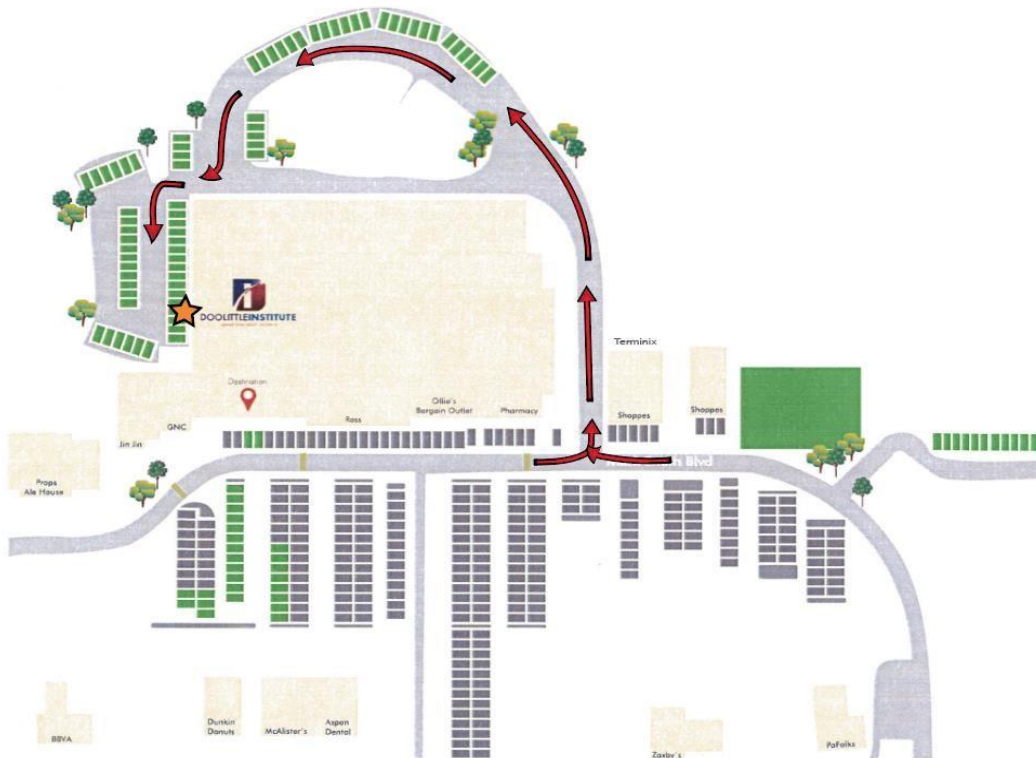 DOOLITTLEINSTITUTE
Terminix
Destination
Ollie's
Bargain Outlet
Pharmacy
Shoppes
Shoppes
Ross
GNC
Jin Jin
Props
Ale House
Blvd
BBVA
Dunkin
Donuts
McAlister's
Aspen
Dental
Zaxby's
PoFolks